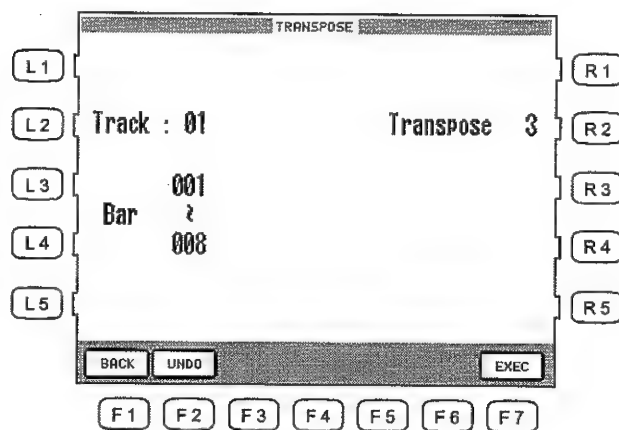 TRANSPOSE
L1 R1
L2 Track : 01 Transpose 3 R2
L3 001 R3
Bar ~
L4 008 R4
L5 R5
BACK UNDO EXEC
F1 F2 F3 F4 F5 F6 F7